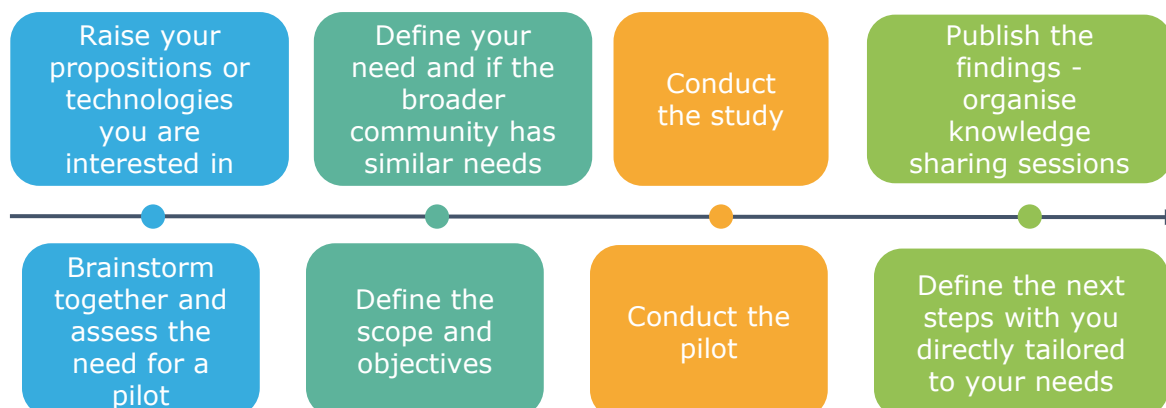 Raise your
propositions or
technologies
you are
interested in
Define your
need and if the
broader
community has
similar needs
Conduct
the study
Publish the
findings -
organise
knowledge
sharing sessions
Brainstorm
together and
assess the
need for a
pilot
Define the
scope and
objectives
Conduct the
pilot
Define the next
steps with you
directly tailored
to your needs